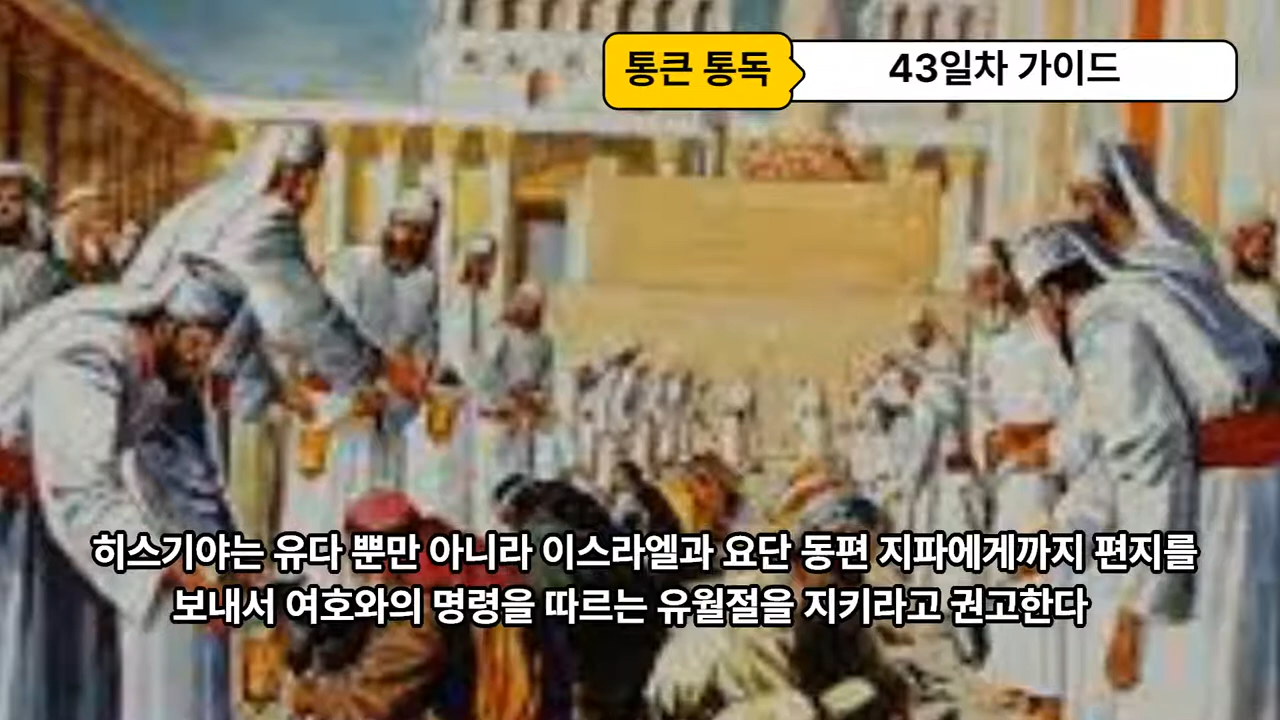 통큰 통독
43일차 가이드
히스기야는 유다 뿐만 아니라 이스라엘과 요단 동편 지파에게까지 편지를
보내서 여호와의 명령을 따르는 유월절을 지키라고 권고한다